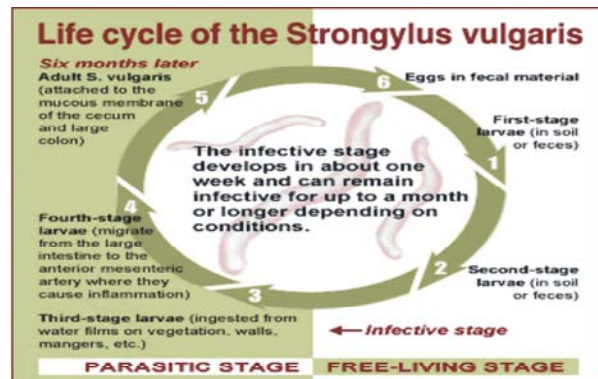 Life cycle of the Strongylus vulgaris
Six months later
Adult S. vulgaris
(attached to the
mucous membrane
of the cecum
and large
colon)
5
6
Eggs in fecal material
First-stage
larvae (in soil
or feces)
1
The infective stage
develops in about one
week and can remain
infective for up to a month
or longer depending on
conditions.
4
Fourth-stage
larvae (migrate
from the large
intestine to the
anterior mesenteric
artery where they
cause inflammation)
2
Second-stage
larvae (in soil
or feces)
3
Third-stage larvae (ingested from
water films on vegetation, walls,
mangers, etc.)
Infective stage
PARASITIC STAGE
FREE-LIVING STAGE